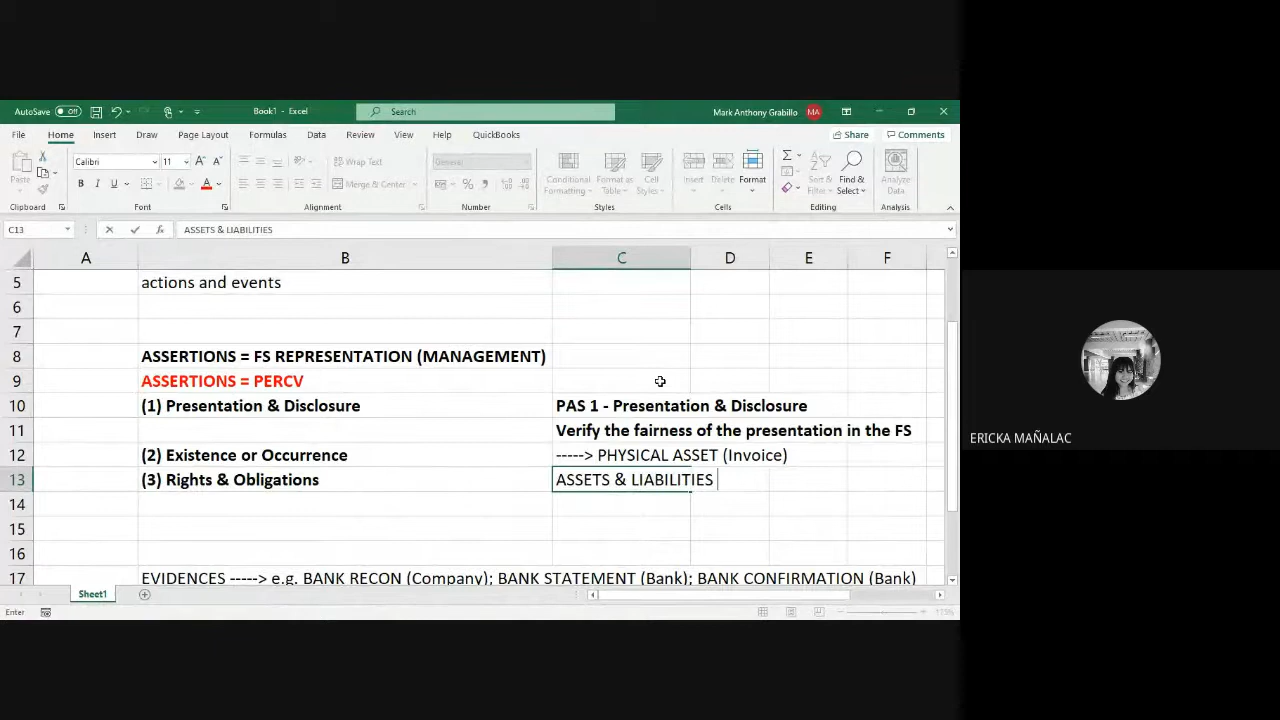 AutoSave Off Book1 - Excel Search Mark Anthony Grabillo MA
File Home Insert Draw Page Layout Formulas Data Review View Help QuickBooks Share Comments
Paste Calibri 11 Wrap Text General Conditional Formatting Format as Table Cell Styles Insert Delete Format Sort & Filter Find & Select Analyze Data
B I U A Merge & Center
Clipboard Font Alignment Number Styles Cells Editing Analysis
C13 fx ASSETS & LIABILITIES
A B C D E F
5 actions and events
6
7
8 ASSERTIONS = FS REPRESENTATION (MANAGEMENT)
9 ASSERTIONS = PERCV
10 (1) Presentation & Disclosure PAS 1 - Presentation & Disclosure
11 Verify the fairness of the presentation in the FS
12 (2) Existence or Occurrence -----> PHYSICAL ASSET (Invoice)
13 (3) Rights & Obligations ASSETS & LIABILITIES
14
15
16
17 EVIDENCES -----> e.g. BANK RECON (Company); BANK STATEMENT (Bank); BANK CONFIRMATION (Bank)
Sheet1
Enter
ERICKA MAÑALAC